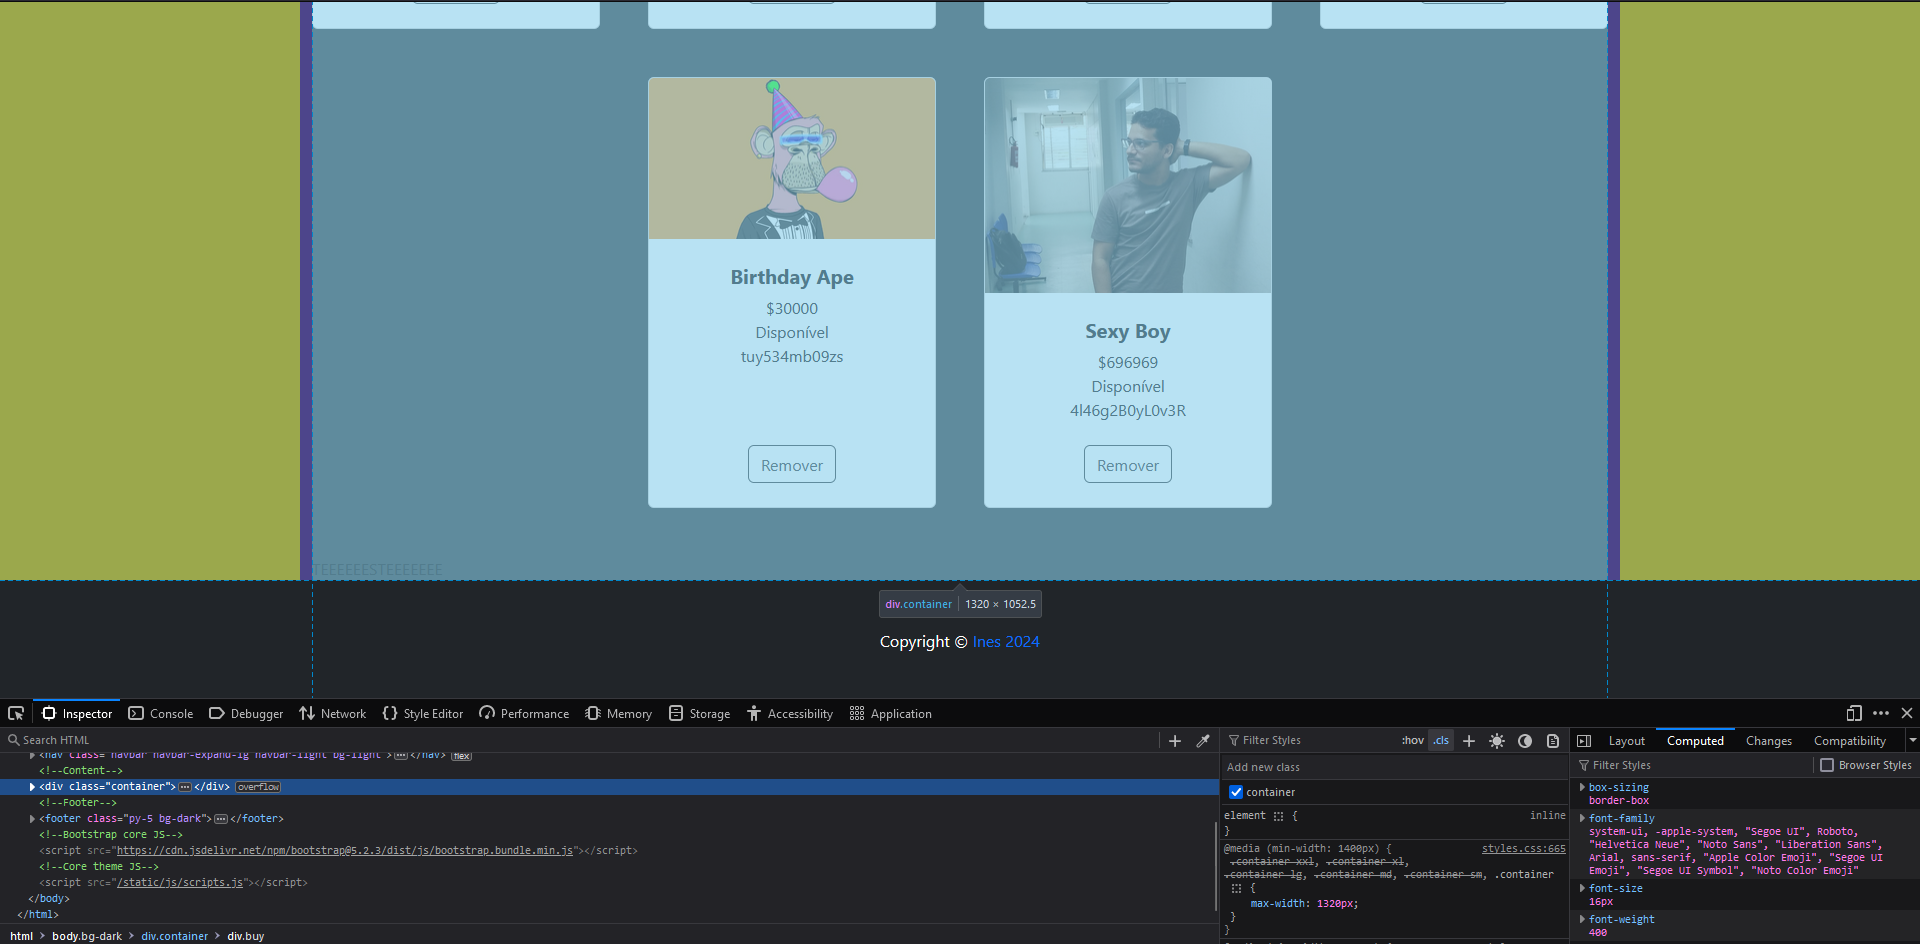 Birthday Ape
$30000
Disponível
tuy534mb09zs
Remover
Sexy Boy
$696969
Disponível
4l46g2B0yL0v3R
Remover
TEEEEEESTEEEEEEE
div.container 1320 × 1052.5
Copyright © Ines 2024
Inspector Console Debugger Network Style Editor Performance Memory Storage Accessibility Application
Search HTML
<nav class="navbar navbar-expand-lg navbar-light bg-light"></nav> flex
<!--Content-->
<div class="container"></div> overflow
<!--Footer-->
<footer class="py-5 bg-dark"></footer>
<!--Bootstrap core JS-->
<script src="https://cdn.jsdelivr.net/npm/bootstrap@5.2.3/dist/js/bootstrap.bundle.min.js"></script>
<!--Core theme JS-->
<script src="/static/js/scripts.js"></script>
</body>
</html>
html > body.bg-dark > div.container > div.buy
Filter Styles :hov .cls
Add new class
container
element { inline
}
@media (min-width: 1400px) { styles.css:665
.container-xxl, .container-xl,
.container-lg, .container-md, .container-sm, .container
{
max-width: 1320px;
}
}
Layout Computed Changes Compatibility
Filter Styles Browser Styles
box-sizing
border-box
font-family
system-ui, -apple-system, "Segoe UI", Roboto,
"Helvetica Neue", "Noto Sans", "Liberation Sans",
Arial, sans-serif, "Apple Color Emoji", "Segoe UI
Emoji", "Segoe UI Symbol", "Noto Color Emoji"
font-size
16px
font-weight
400